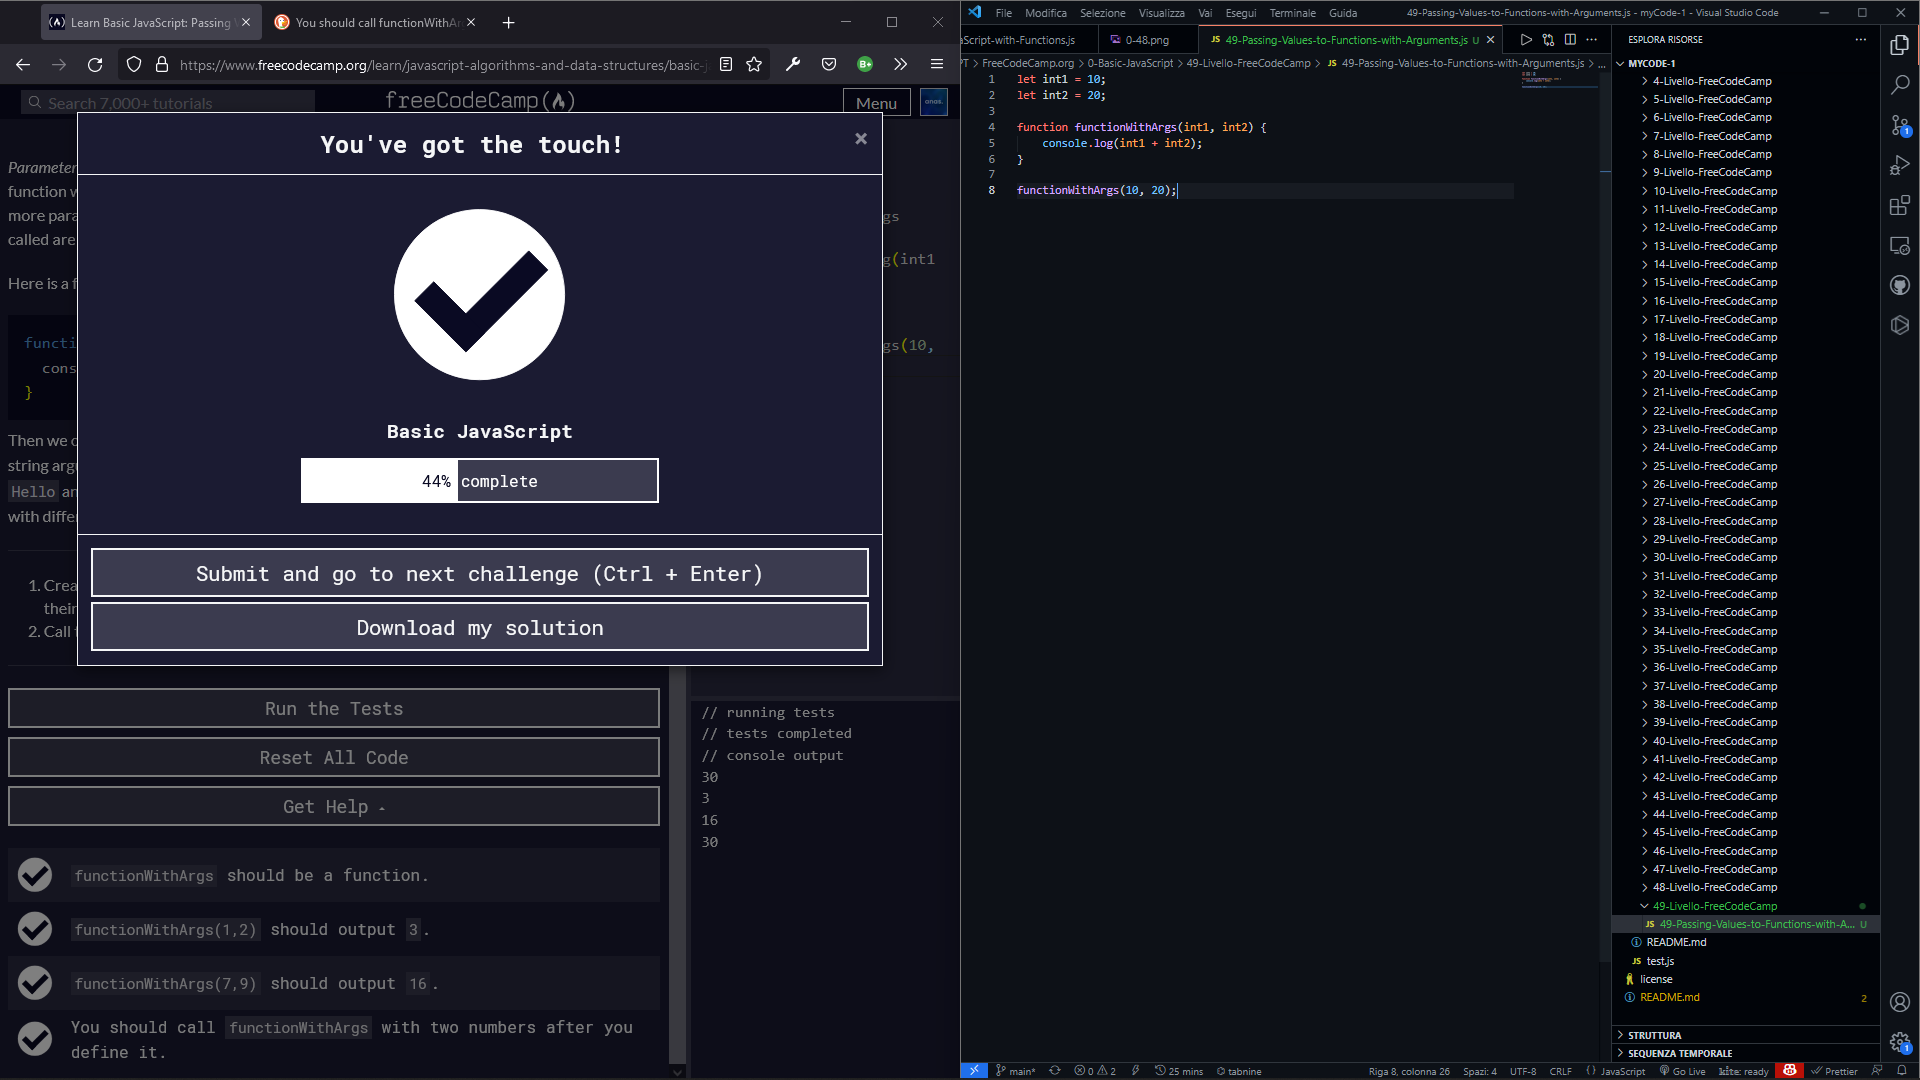 Learn Basic JavaScript: Passing
You should call functionWithAr
https://www.freecodecamp.org/learn/javascript-algorithms-and-data-structures/basic-j
Search 7,000+ tutorials
freeCodeCamp
Menu
Parameter
function w
more para
called are
Here is a f
functi
cons
}
Then we c
string argu
Hello an
with differ
1. Crea
their
2. Call
gs
g(int1
gs(10,
You've got the touch!
×
Basic JavaScript
44% complete
Submit and go to next challenge (Ctrl + Enter)
Download my solution
Run the Tests
Reset All Code
Get Help
functionWithArgs should be a function.
functionWithArgs(1,2) should output 3.
functionWithArgs(7,9) should output 16.
You should call functionWithArgs with two numbers after you
define it.
// running tests
// tests completed
// console output
30
3
16
30
File Modifica Selezione Visualizza Vai Esegui Terminale Guida
49-Passing-Values-to-Functions-with-Arguments.js - myCode-1 - Visual Studio Code
aScript-with-Functions.js
0-48.png
JS 49-Passing-Values-to-Functions-with-Arguments.js U
PT > FreeCodeCamp.org > 0-Basic-JavaScript > 49-Livello-FreeCodeCamp > JS 49-Passing-Values-to-Functions-with-Arguments.js > ...
1 let int1 = 10;
2 let int2 = 20;
3
4 function functionWithArgs(int1, int2) {
5 console.log(int1 + int2);
6 }
7
8 functionWithArgs(10, 20);
ESPLORA RISORSE
MYCODE-1
4-Livello-FreeCodeCamp
5-Livello-FreeCodeCamp
6-Livello-FreeCodeCamp
7-Livello-FreeCodeCamp
8-Livello-FreeCodeCamp
9-Livello-FreeCodeCamp
10-Livello-FreeCodeCamp
11-Livello-FreeCodeCamp
12-Livello-FreeCodeCamp
13-Livello-FreeCodeCamp
14-Livello-FreeCodeCamp
15-Livello-FreeCodeCamp
16-Livello-FreeCodeCamp
17-Livello-FreeCodeCamp
18-Livello-FreeCodeCamp
19-Livello-FreeCodeCamp
20-Livello-FreeCodeCamp
21-Livello-FreeCodeCamp
22-Livello-FreeCodeCamp
23-Livello-FreeCodeCamp
24-Livello-FreeCodeCamp
25-Livello-FreeCodeCamp
26-Livello-FreeCodeCamp
27-Livello-FreeCodeCamp
28-Livello-FreeCodeCamp
29-Livello-FreeCodeCamp
30-Livello-FreeCodeCamp
31-Livello-FreeCodeCamp
32-Livello-FreeCodeCamp
33-Livello-FreeCodeCamp
34-Livello-FreeCodeCamp
35-Livello-FreeCodeCamp
36-Livello-FreeCodeCamp
37-Livello-FreeCodeCamp
38-Livello-FreeCodeCamp
39-Livello-FreeCodeCamp
40-Livello-FreeCodeCamp
41-Livello-FreeCodeCamp
42-Livello-FreeCodeCamp
43-Livello-FreeCodeCamp
44-Livello-FreeCodeCamp
45-Livello-FreeCodeCamp
46-Livello-FreeCodeCamp
47-Livello-FreeCodeCamp
48-Livello-FreeCodeCamp
49-Livello-FreeCodeCamp
JS 49-Passing-Values-to-Functions-with-A... U
README.md
JS test.js
license
README.md 2
STRUTTURA
SEQUENZA TEMPORALE
main* 0 2 25 mins tabnine
Riga 8, colonna 26 Spazi: 4 UTF-8 CRLF {} JavaScript Go Live kite: ready Prettier